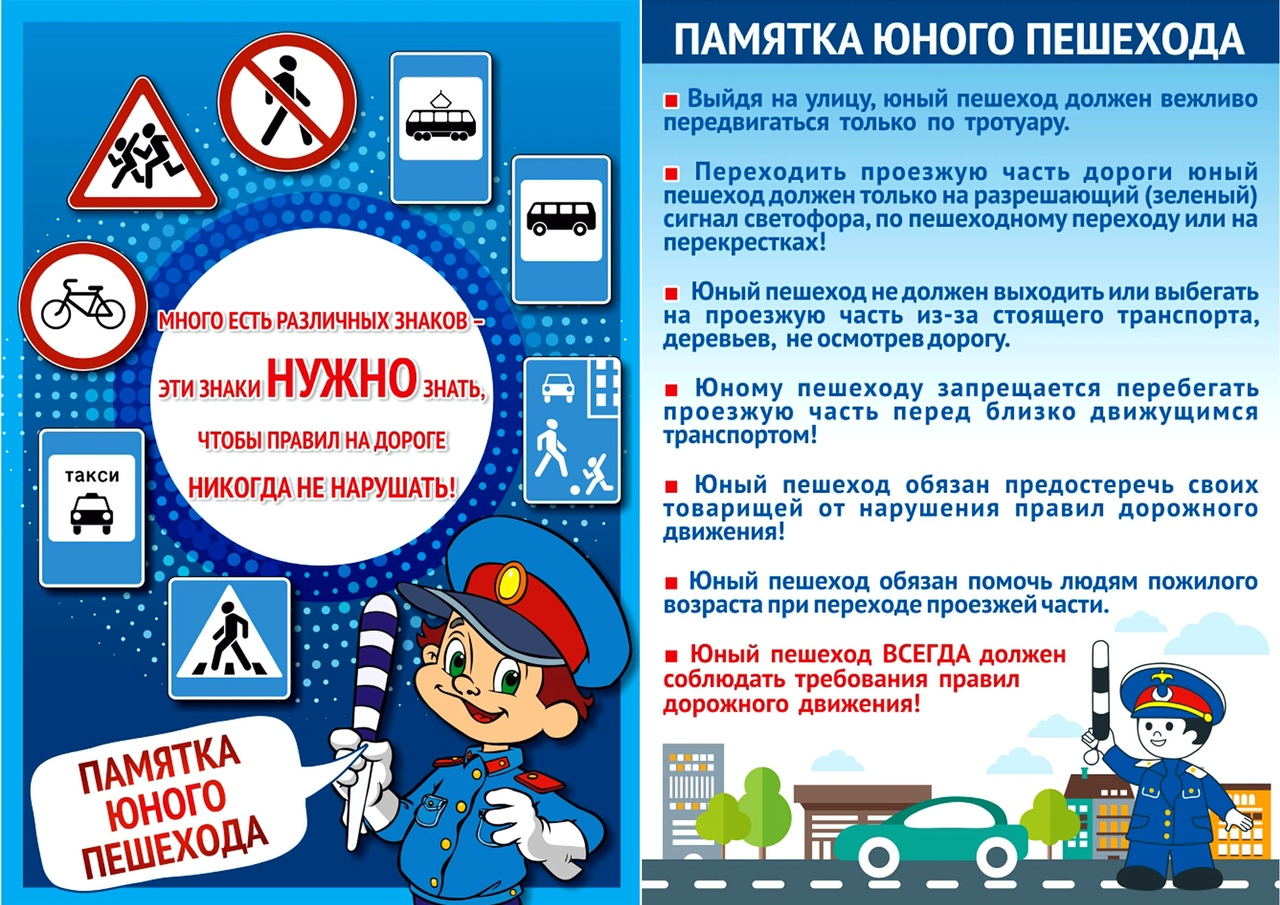 МНОГО ЕСТЬ РАЗЛИЧНЫХ ЗНАКОВ –
ЭТИ ЗНАКИ НУЖНО ЗНАТЬ,
ЧТОБЫ ПРАВИЛ НА ДОРОГЕ
НИКОГДА НЕ НАРУШАТЬ!
такси
ПАМЯТКА
ЮНОГО
ПЕШЕХОДА
ПАМЯТКА ЮНОГО ПЕШЕХОДА
■ Выйдя на улицу, юный пешеход должен вежливо
передвигаться только по тротуару.
■ Переходить проезжую часть дороги юный
пешеход должен только на разрешающий (зеленый)
сигнал светофора, по пешеходному переходу или на
перекрестках!
■ Юный пешеход не должен выходить или выбегать
на проезжую часть из-за стоящего транспорта,
деревьев, не осмотрев дорогу.
■ Юному пешеходу запрещается перебегать
проезжую часть перед близко движущимся
транспортом!
■ Юный пешеход обязан предостеречь своих
товарищей от нарушения правил дорожного
движения!
■ Юный пешеход обязан помочь людям пожилого
возраста при переходе проезжей части.
■ Юный пешеход ВСЕГДА должен
соблюдать требования правил
дорожного движения!